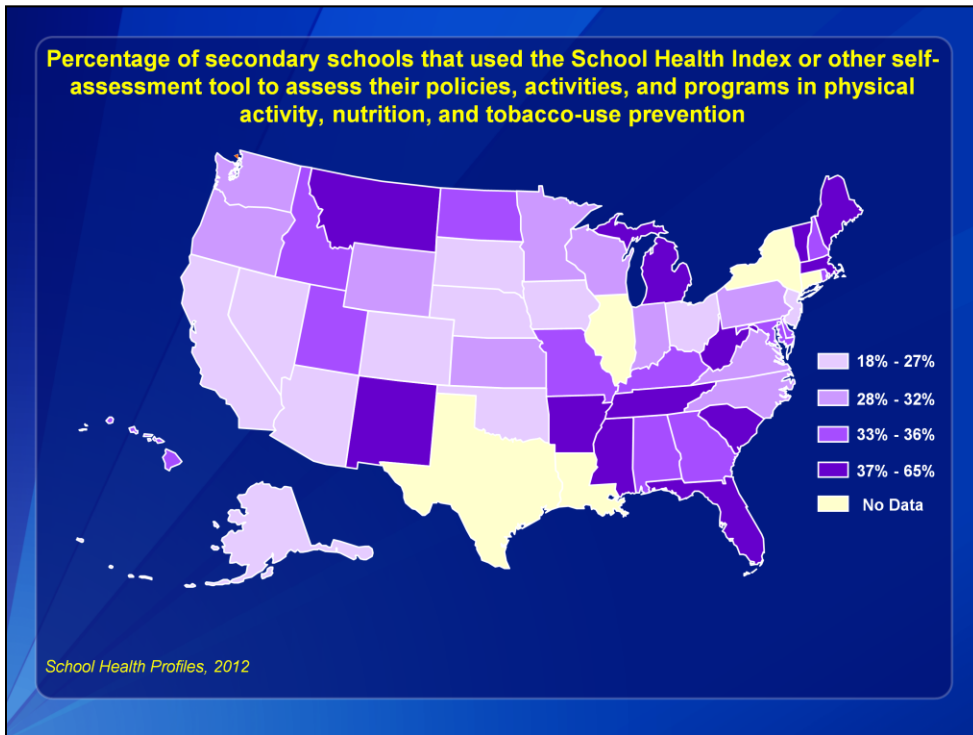 Percentage of secondary schools that used the School Health Index or other self-
assessment tool to assess their policies, activities, and programs in physical
activity, nutrition, and tobacco-use prevention
18% - 27%
28% - 32%
33% - 36%
37% - 65%
No Data
School Health Profiles, 2012